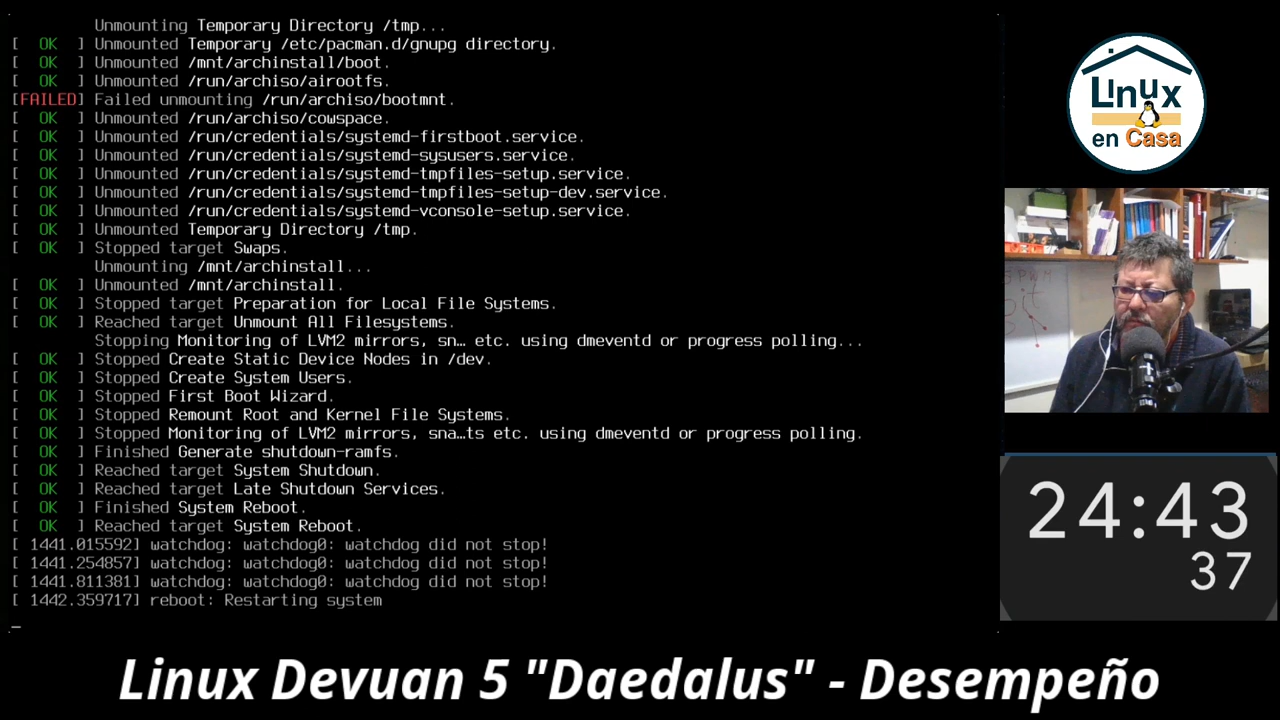 Unmounting Temporary Directory /tmp...
[  OK  ] Unmounted Temporary /etc/pacman.d/gnupg directory.
[  OK  ] Unmounted /mnt/archinstall/boot.
[  OK  ] Unmounted /run/archiso/airootfs.
[FAILED] Failed unmounting /run/archiso/bootmnt.
[  OK  ] Unmounted /run/archiso/cowspace.
[  OK  ] Unmounted /run/credentials/systemd-firstboot.service.
[  OK  ] Unmounted /run/credentials/systemd-sysusers.service.
[  OK  ] Unmounted /run/credentials/systemd-tmpfiles-setup.service.
[  OK  ] Unmounted /run/credentials/systemd-tmpfiles-setup-dev.service.
[  OK  ] Unmounted /run/credentials/systemd-vconsole-setup.service.
[  OK  ] Unmounted Temporary Directory /tmp.
[  OK  ] Stopped target Swaps.
Unmounting /mnt/archinstall...
[  OK  ] Unmounted /mnt/archinstall.
[  OK  ] Stopped target Preparation for Local File Systems.
[  OK  ] Reached target Unmount All Filesystems.
Stopping Monitoring of LVM2 mirrors, sn… etc. using dmeventd or progress polling...
[  OK  ] Stopped Create Static Device Nodes in /dev.
[  OK  ] Stopped Create System Users.
[  OK  ] Stopped First Boot Wizard.
[  OK  ] Stopped Remount Root and Kernel File Systems.
[  OK  ] Stopped Monitoring of LVM2 mirrors, sna…ts etc. using dmeventd or progress polling.
[  OK  ] Finished Generate shutdown-ramfs.
[  OK  ] Reached target System Shutdown.
[  OK  ] Reached target Late Shutdown Services.
[  OK  ] Finished System Reboot.
[  OK  ] Reached target System Reboot.
[ 1441.015592] watchdog: watchdog0: watchdog did not stop!
[ 1441.254857] watchdog: watchdog0: watchdog did not stop!
[ 1441.811381] watchdog: watchdog0: watchdog did not stop!
[ 1442.359717] reboot: Restarting system
Linux
en Casa
24:43
37
Linux Devuan 5 "Daedalus" - Desempeño